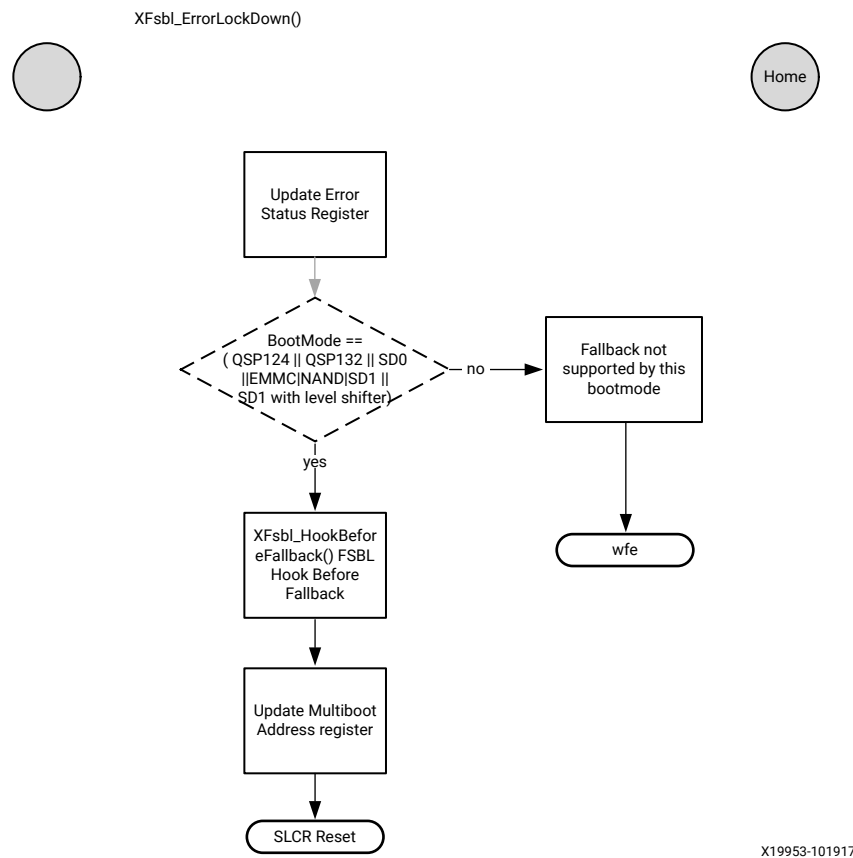 XFsbl_ErrorLockDown()
Home
Update Error
Status Register
BootMode ==
( QSP124 || QSP132 || SD0
||EMMC|NAND|SD1 ||
SD1 with level shifter)
no
Fallback not
supported by this
bootmode
yes
XFsbl_HookBefor
eFallback() FSBL
Hook Before
Fallback
wfe
Update Multiboot
Address register
SLCR Reset
X19953-101917